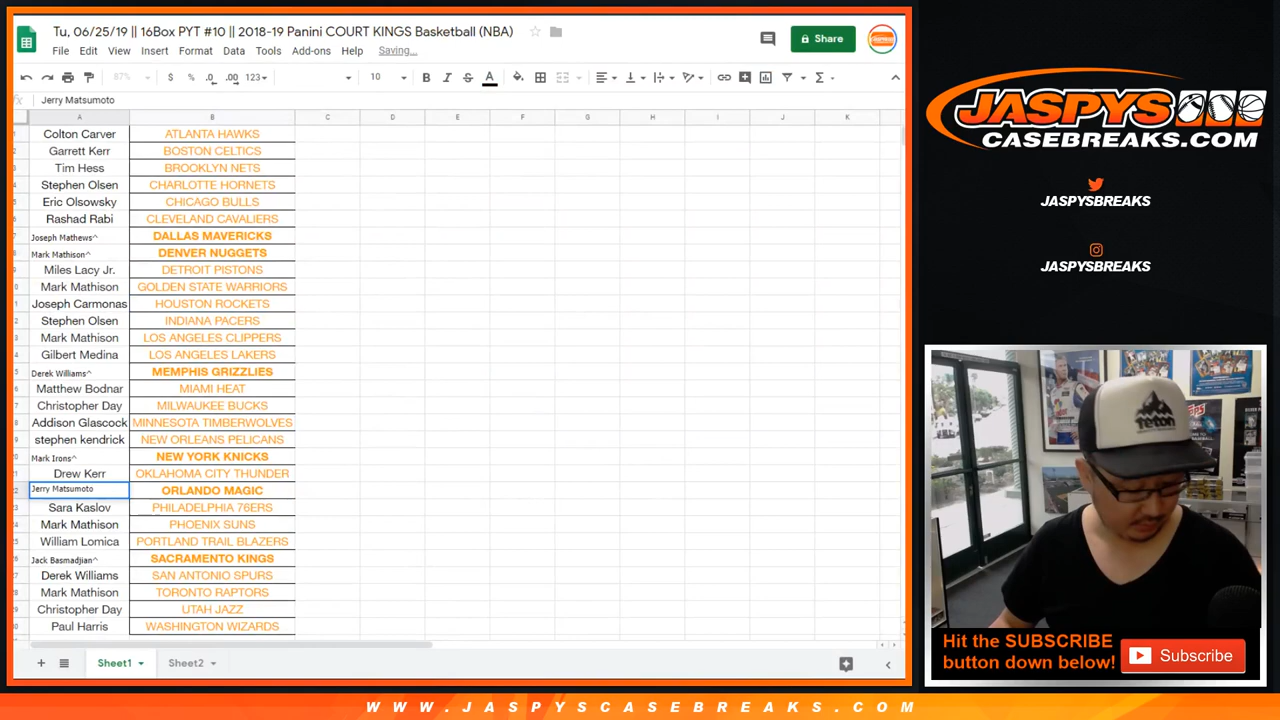 Tu, 06/25/19 || 16Box PYT #10 || 2018-19 Panini COURT KINGS Basketball (NBA)
File Edit View Insert Format Data Tools Add-ons Help Saving...
Share
87% $ % .0 .00 123 10 B I S A
fx Jerry Matsumoto
A B C D E F G H I J K
Colton Carver ATLANTA HAWKS
Garrett Kerr BOSTON CELTICS
Tim Hess BROOKLYN NETS
Stephen Olsen CHARLOTTE HORNETS
Eric Olsowsky CHICAGO BULLS
Rashad Rabi CLEVELAND CAVALIERS
Joseph Mathews^ DALLAS MAVERICKS
Mark Mathison^ DENVER NUGGETS
Miles Lacy Jr. DETROIT PISTONS
Mark Mathison GOLDEN STATE WARRIORS
Joseph Carmonas HOUSTON ROCKETS
Stephen Olsen INDIANA PACERS
Mark Mathison LOS ANGELES CLIPPERS
Gilbert Medina LOS ANGELES LAKERS
Derek Williams^ MEMPHIS GRIZZLIES
Matthew Bodnar MIAMI HEAT
Christopher Day MILWAUKEE BUCKS
Addison Glascock MINNESOTA TIMBERWOLVES
stephen kendrick NEW ORLEANS PELICANS
Mark Irons^ NEW YORK KNICKS
Drew Kerr OKLAHOMA CITY THUNDER
Jerry Matsumoto ORLANDO MAGIC
Sara Kaslov PHILADELPHIA 76ERS
Mark Mathison PHOENIX SUNS
William Lomica PORTLAND TRAIL BLAZERS
Jack Basmadjian^ SACRAMENTO KINGS
Derek Williams SAN ANTONIO SPURS
Mark Mathison TORONTO RAPTORS
Christopher Day UTAH JAZZ
Paul Harris WASHINGTON WIZARDS
Sheet1 Sheet2
JASPYS
CASEBREAKS.COM
JASPYSBREAKS
JASPYSBREAKS
TETON
Hit the SUBSCRIBE
button down below!
Subscribe
WWW.JASPYSCASEBREAKS.COM